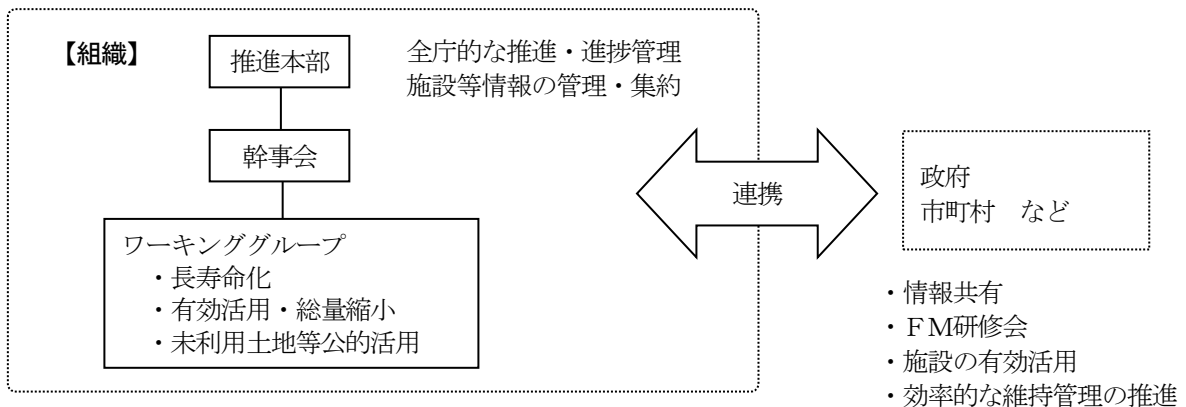 【組織】
推進本部
全庁的な推進・進捗管理
施設等情報の管理・集約
幹事会
ワーキンググループ
・長寿命化
・有効活用・総量縮小
・未利用土地等公的活用
連携
政府
市町村　など
・情報共有
・ＦＭ研修会
・施設の有効活用
・効率的な維持管理の推進